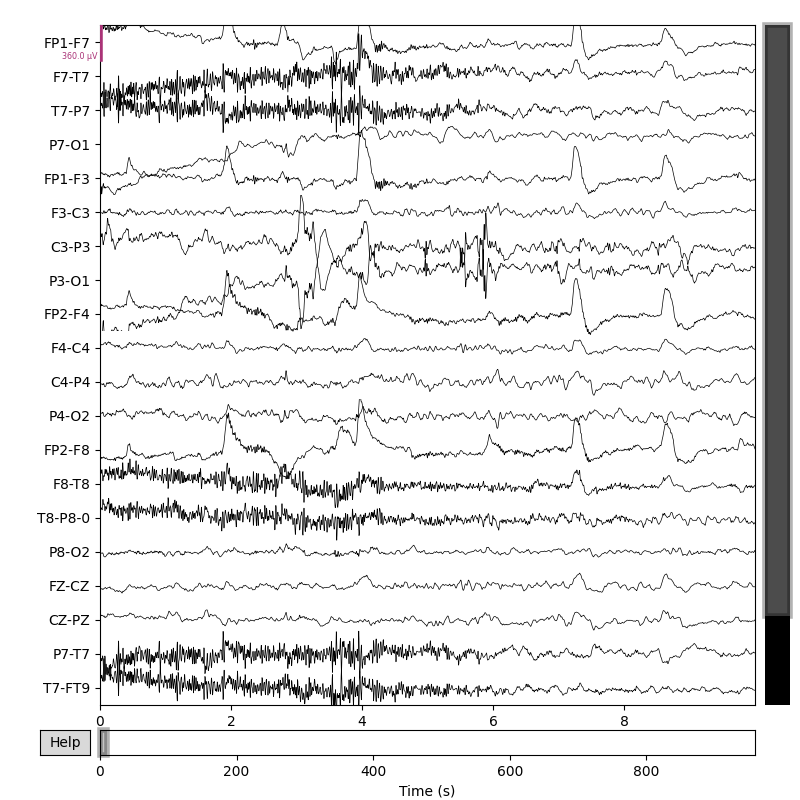 FP1-F7
360.0 µV
F7-T7
T7-P7
P7-O1
FP1-F3
F3-C3
C3-P3
P3-O1
FP2-F4
F4-C4
C4-P4
P4-O2
FP2-F8
F8-T8
T8-P8-0
P8-O2
FZ-CZ
CZ-PZ
P7-T7
T7-FT9
0 2 4 6 8
Help
0 200 400 600 800
Time (s)